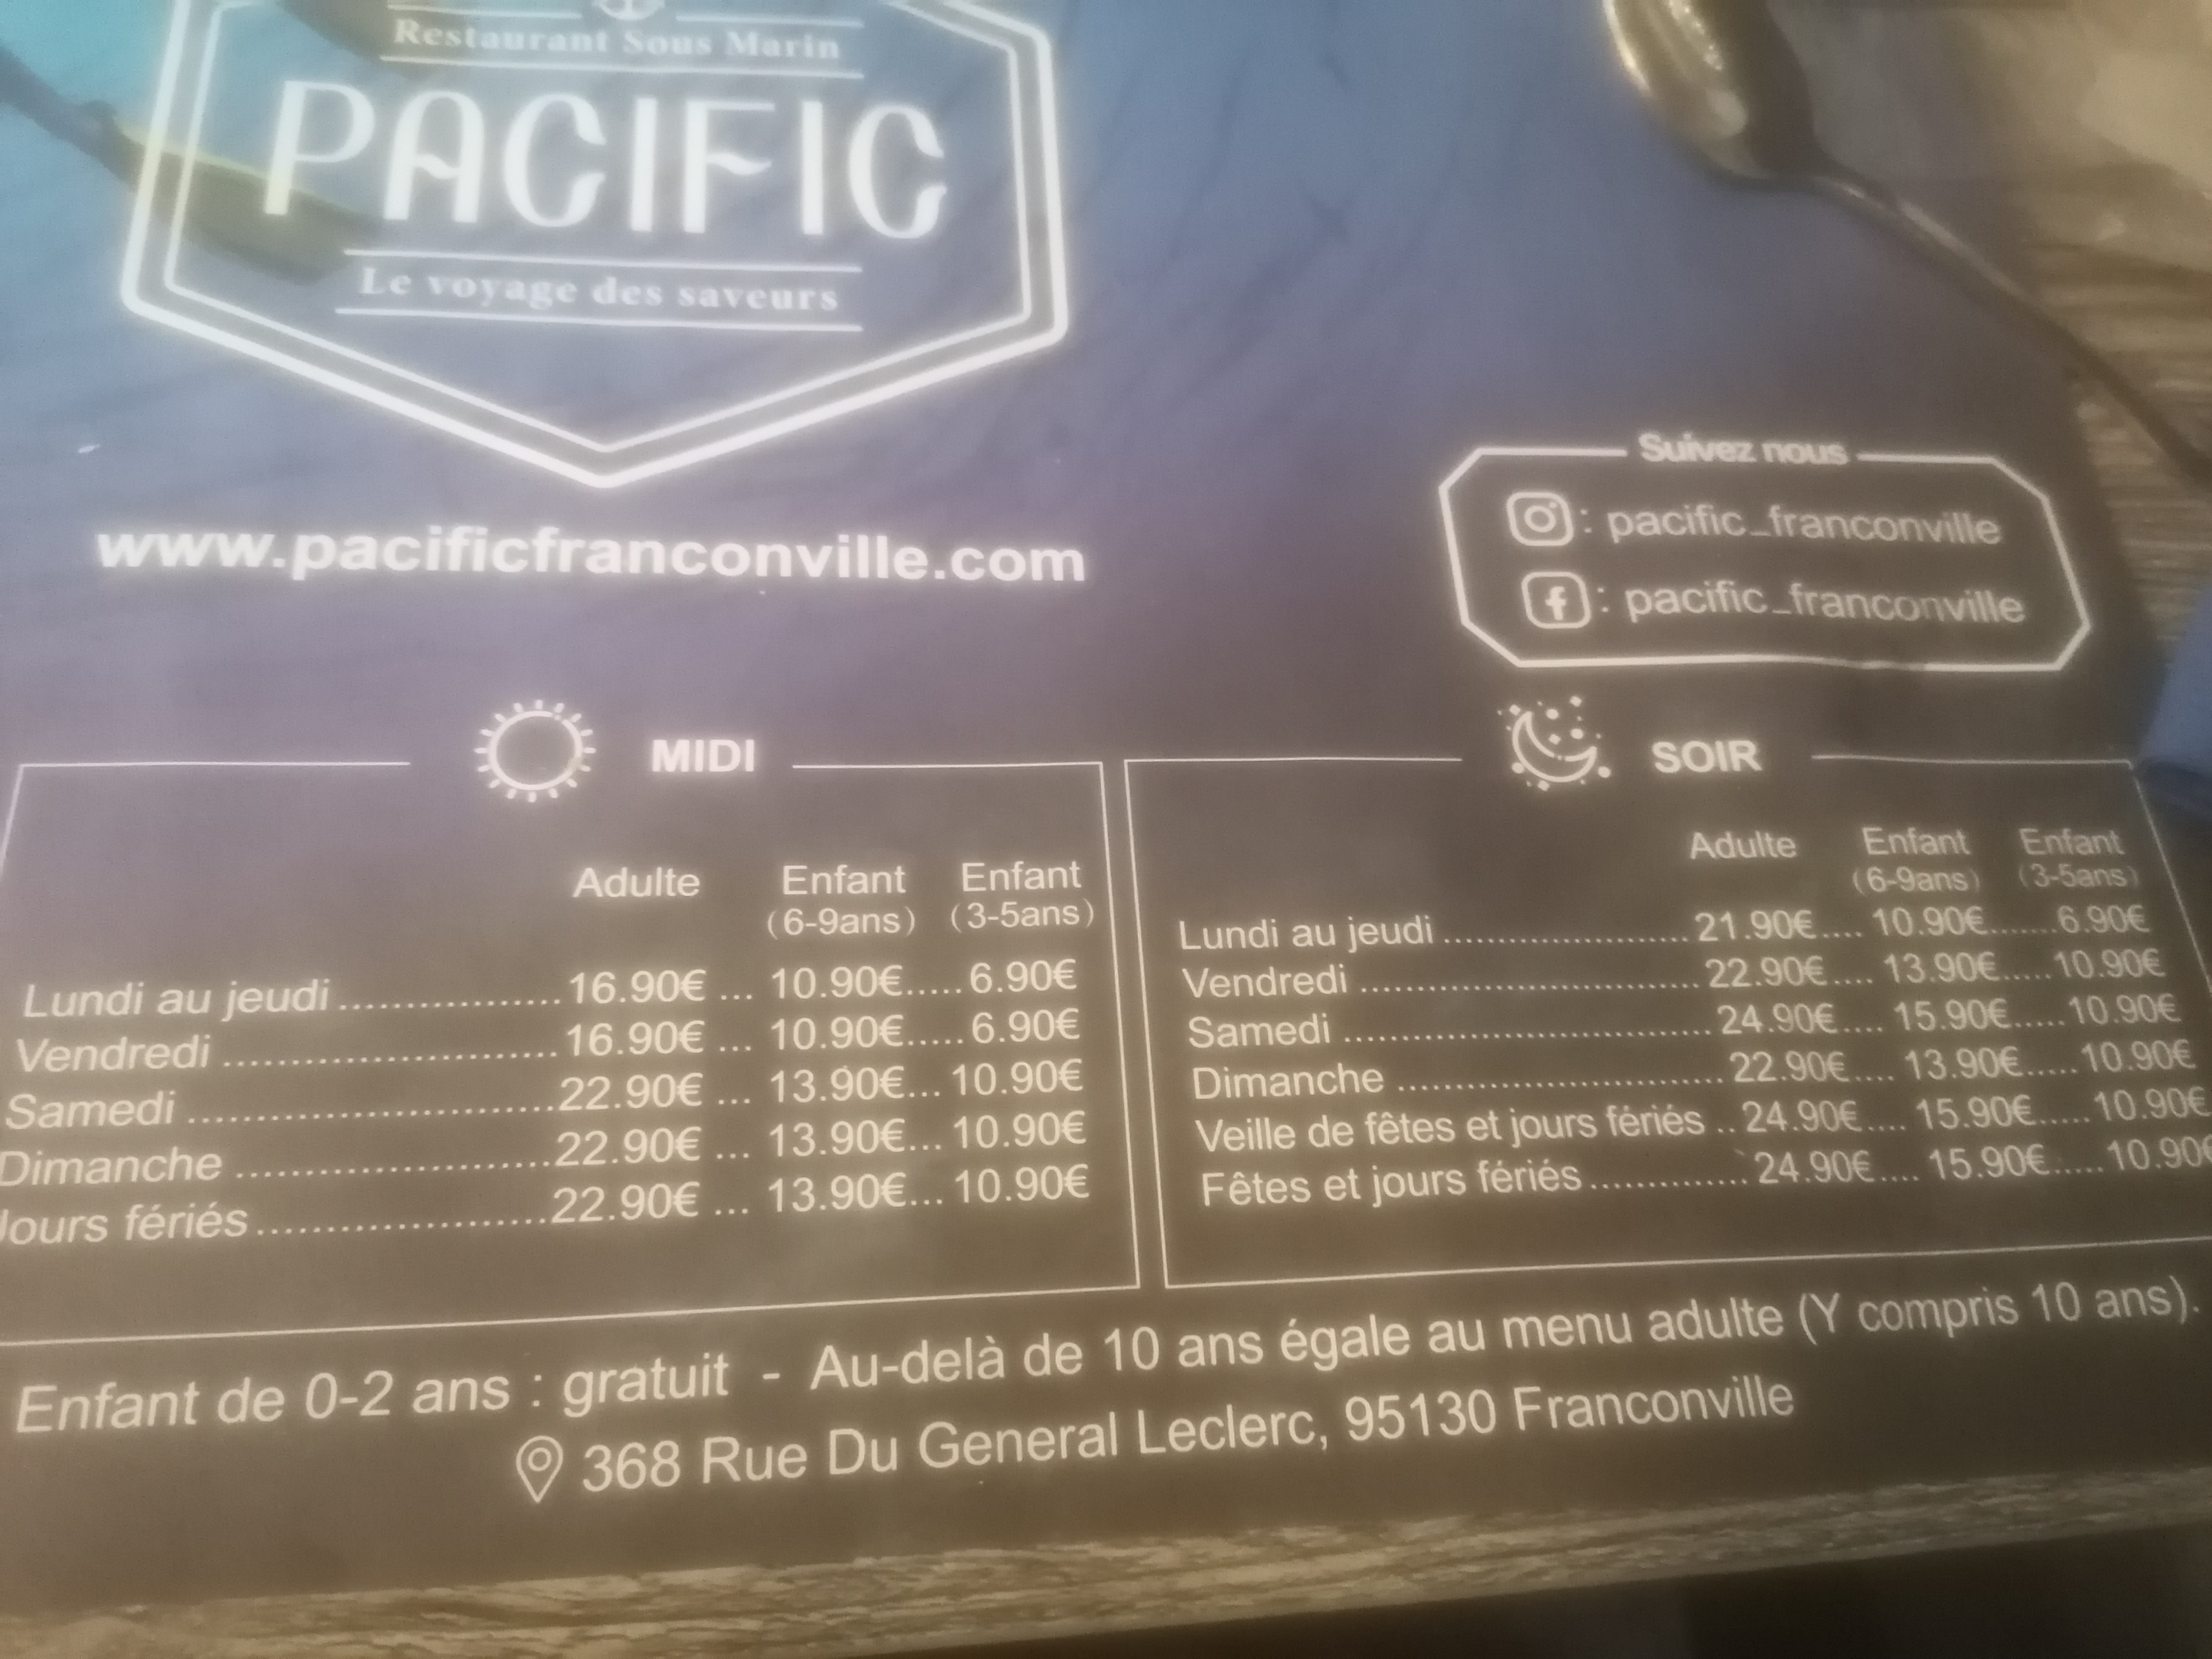 Restaurant Sous Marin
PACIFIC
Le voyage des saveurs
www.pacificfranconville.com
Suivez nous
: pacific_franconville
: pacific_franconville
MIDI
Adulte Enfant Enfant
(6-9ans) (3-5ans)
Lundi au jeudi................16.90€ ... 10.90€.....6.90€
Vendredi ........................16.90€ ... 10.90€.....6.90€
Samedi ..........................22.90€ ... 13.90€... 10.90€
Dimanche ......................22.90€ ... 13.90€... 10.90€
Jours fériés.....................22.90€ ... 13.90€... 10.90€
SOIR
Adulte Enfant Enfant
(6-9ans) (3-5ans)
Lundi au jeudi.......................21.90€.... 10.90€.......6.90€
Vendredi ................................22.90€.... 13.90€.....10.90€
Samedi ..................................24.90€.... 15.90€.....10.90€
Dimanche ..............................22.90€.... 13.90€.....10.90€
Veille de fêtes et jours fériés ..24.90€.... 15.90€.....10.90€
Fêtes et jours fériés..............24.90€.... 15.90€.....10.90€
Enfant de 0-2 ans : gratuit - Au-delà de 10 ans égale au menu adulte (Y compris 10 ans).
368 Rue Du General Leclerc, 95130 Franconville